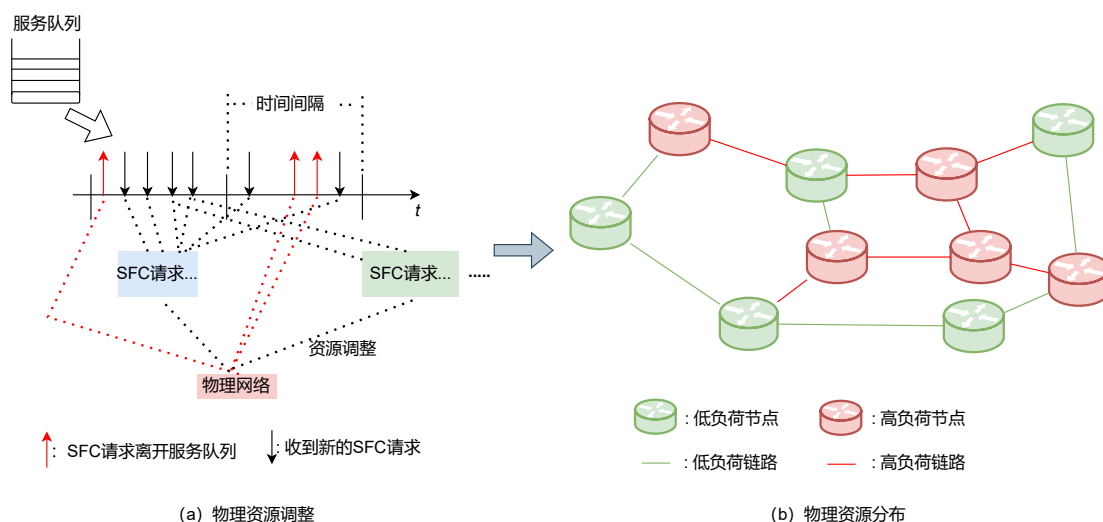 服务队列
时间间隔
t
SFC请求...
SFC请求...
.....
资源调整
物理网络
: SFC请求离开服务队列
: 收到新的SFC请求
(a) 物理资源调整
: 低负荷节点
: 高负荷节点
: 低负荷链路
: 高负荷链路
(b) 物理资源分布